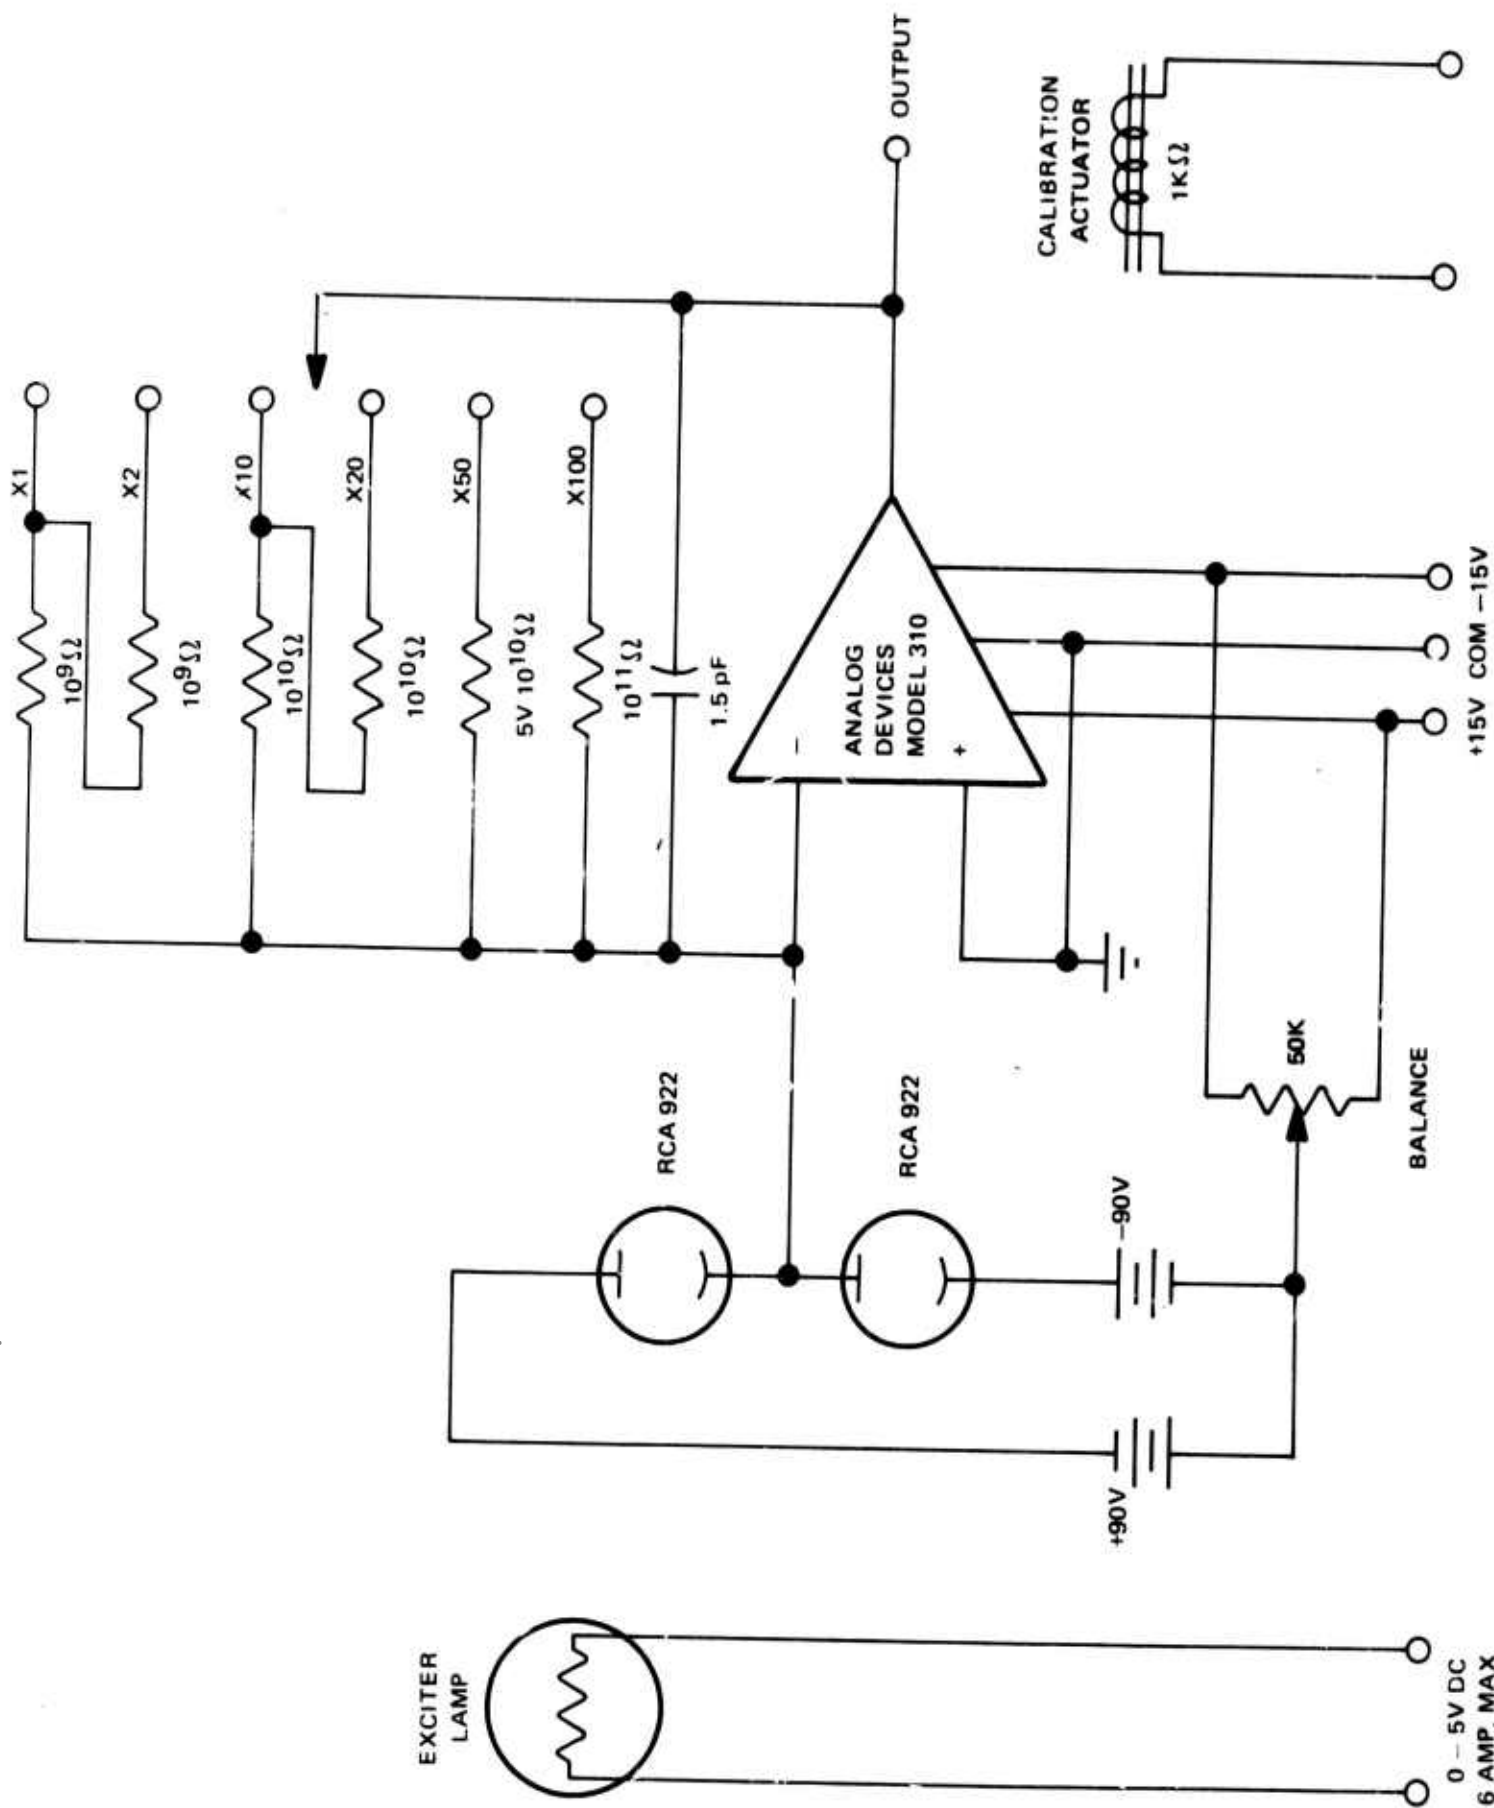 X1
10⁹Ω
X2
10⁹Ω
X10
10¹⁰Ω
X20
10¹⁰Ω
X50
5V 10¹⁰Ω
X100
10¹¹Ω
1.5 pF
OUTPUT
−
ANALOG
DEVICES
MODEL 310
+
CALIBRATION
ACTUATOR
1KΩ
RCA 922
RCA 922
+90V
−90V
50K
BALANCE
+15V COM −15V
EXCITER
LAMP
0 – 5V DC
6 AMP. MAX